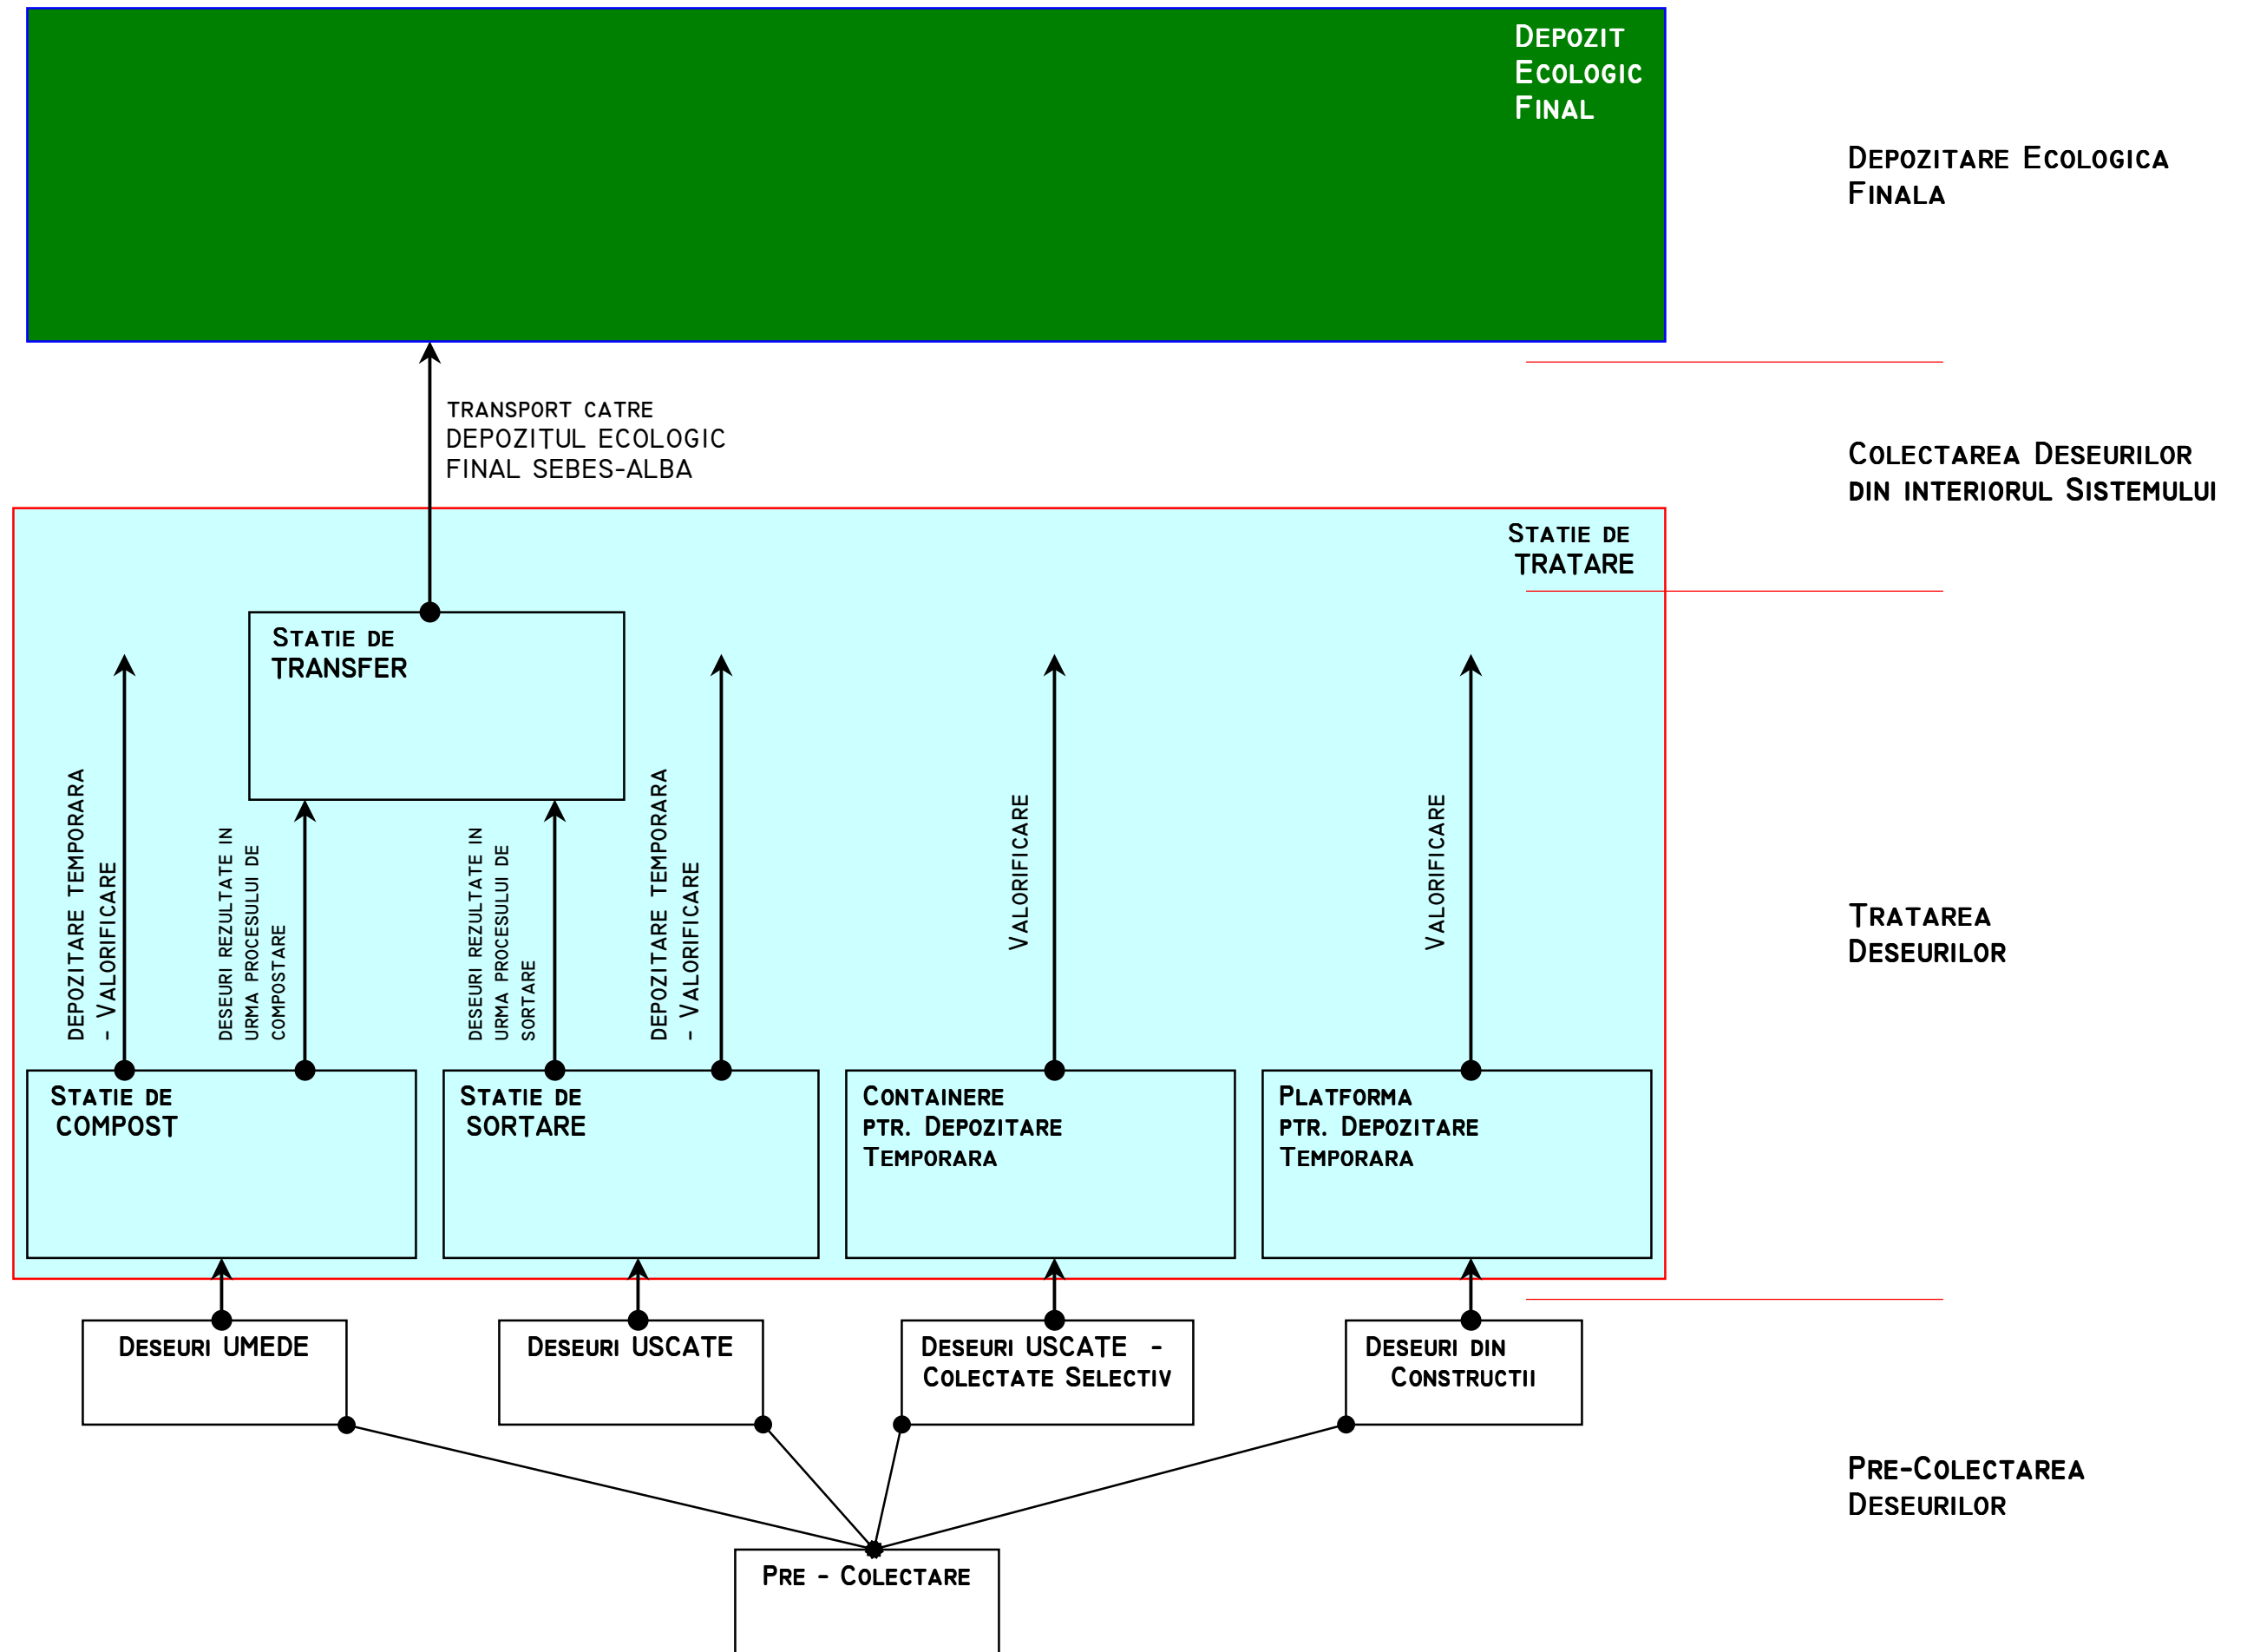 Depozit
Ecologic
Final
Depozitare Ecologica
Finala
transport catre
DEPOZITUL ECOLOGIC
FINAL SEBES-ALBA
Colectarea Deseurilor
din interiorul Sistemului
Statie de
TRATARE
Statie de
TRANSFER
depozitare temporara
- Valorificare
deseuri rezultate in
urma procesului de
compostare
deseuri rezultate in
urma procesului de
sortare
depozitare temporara
- Valorificare
Valorificare
Valorificare
Tratarea
Deseurilor
Statie de
COMPOST
Statie de
SORTARE
Containere
ptr. Depozitare
Temporara
Platforma
ptr. Depozitare
Temporara
Deseuri UMEDE
Deseuri USCATE
Deseuri USCATE -
Colectate Selectiv
Deseuri din
Constructii
Pre-Colectarea
Deseurilor
Pre - Colectare